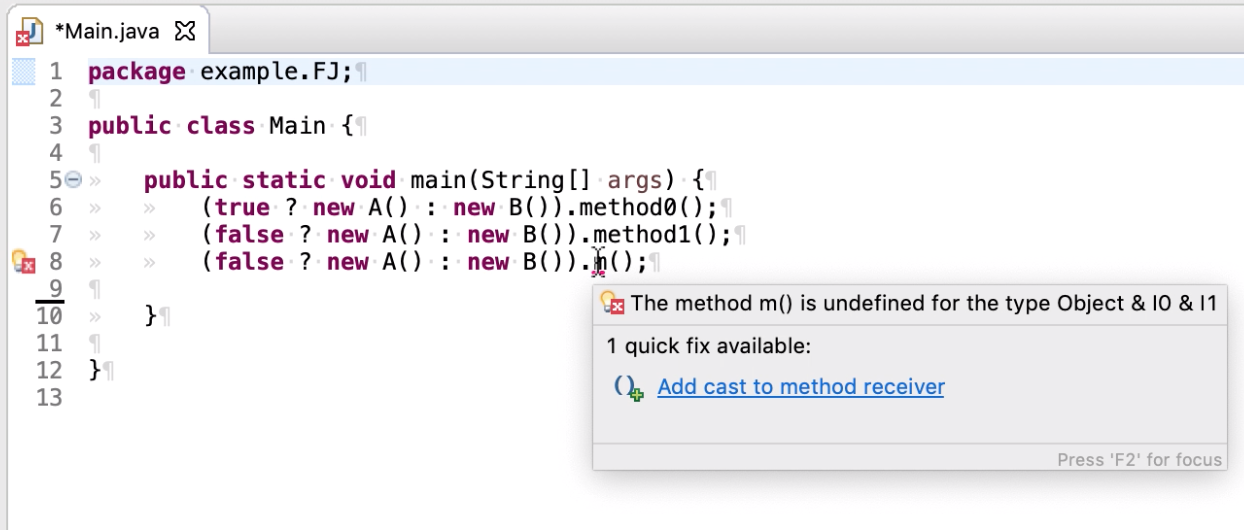 *Main.java
1 package example.FJ;¶
2 ¶
3 public class Main {¶
4 ¶
5 » public static void main(String[] args) {¶
6 » » (true ? new A() : new B()).method0();¶
7 » » (false ? new A() : new B()).method1();¶
8 » » (false ? new A() : new B()).m();¶
9 ¶
10 » }¶
11 ¶
12 }¶
13
The method m() is undefined for the type Object & I0 & I1
1 quick fix available:
Add cast to method receiver
Press 'F2' for focus